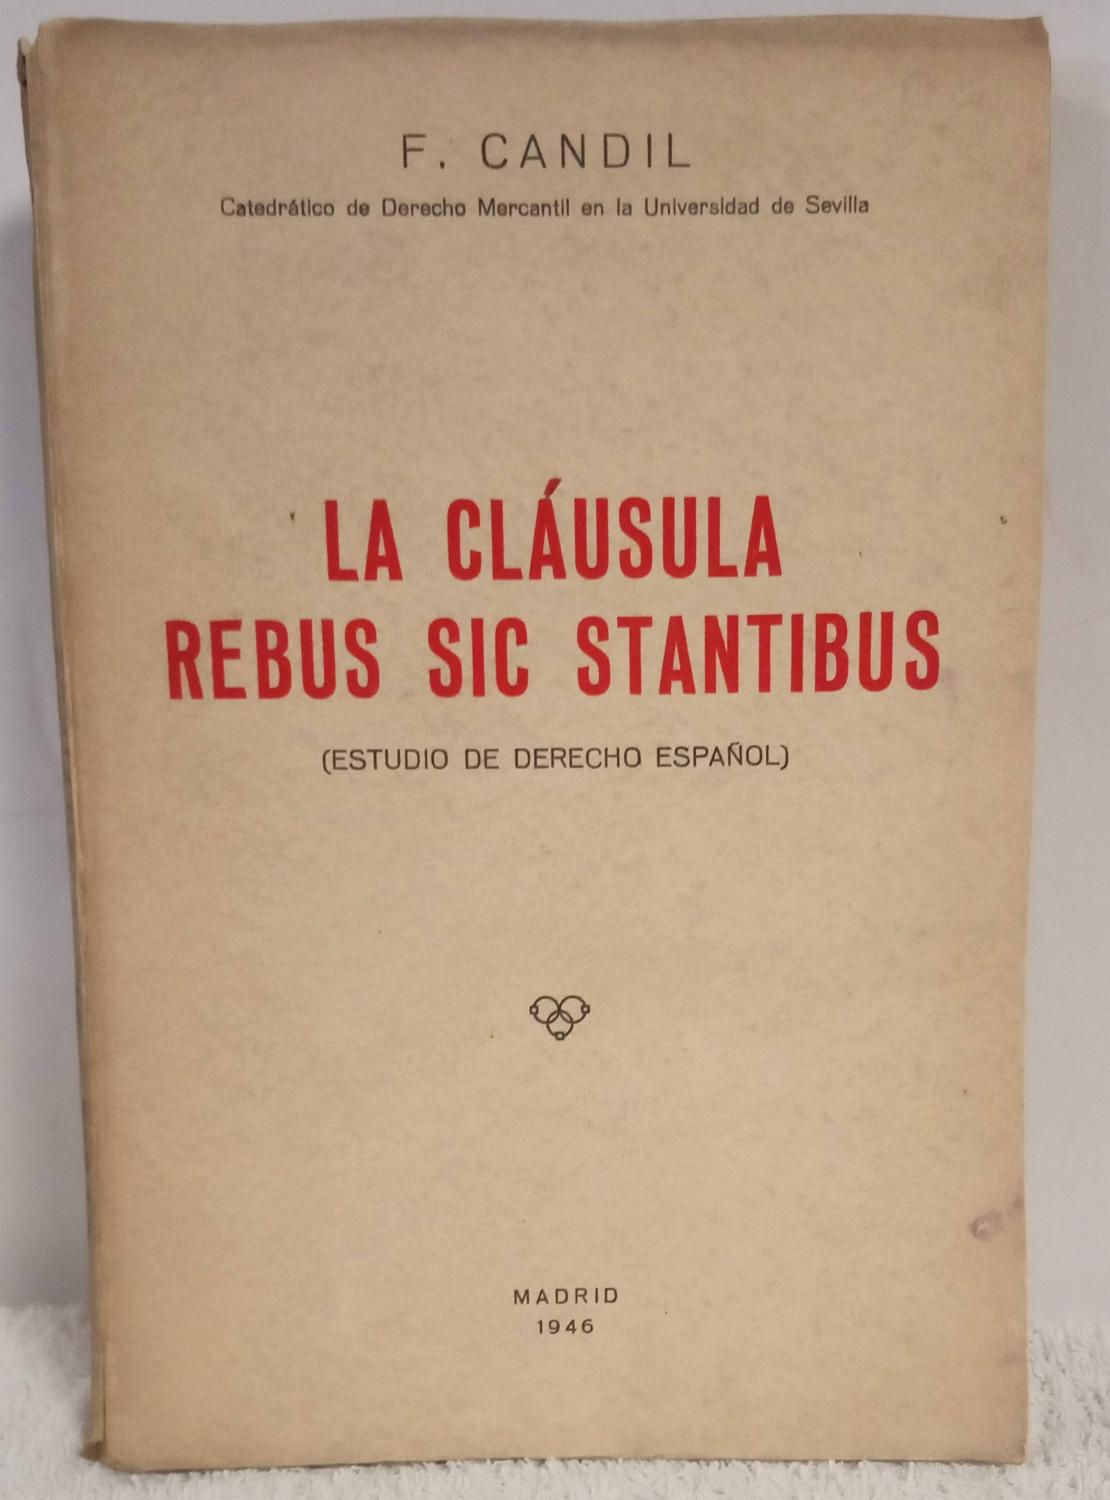 F. CANDIL
Catedrático de Derecho Mercantil en la Universidad de Sevilla
LA CLÁUSULA
REBUS SIC STANTIBUS
(ESTUDIO DE DERECHO ESPAÑOL)
MADRID
1946